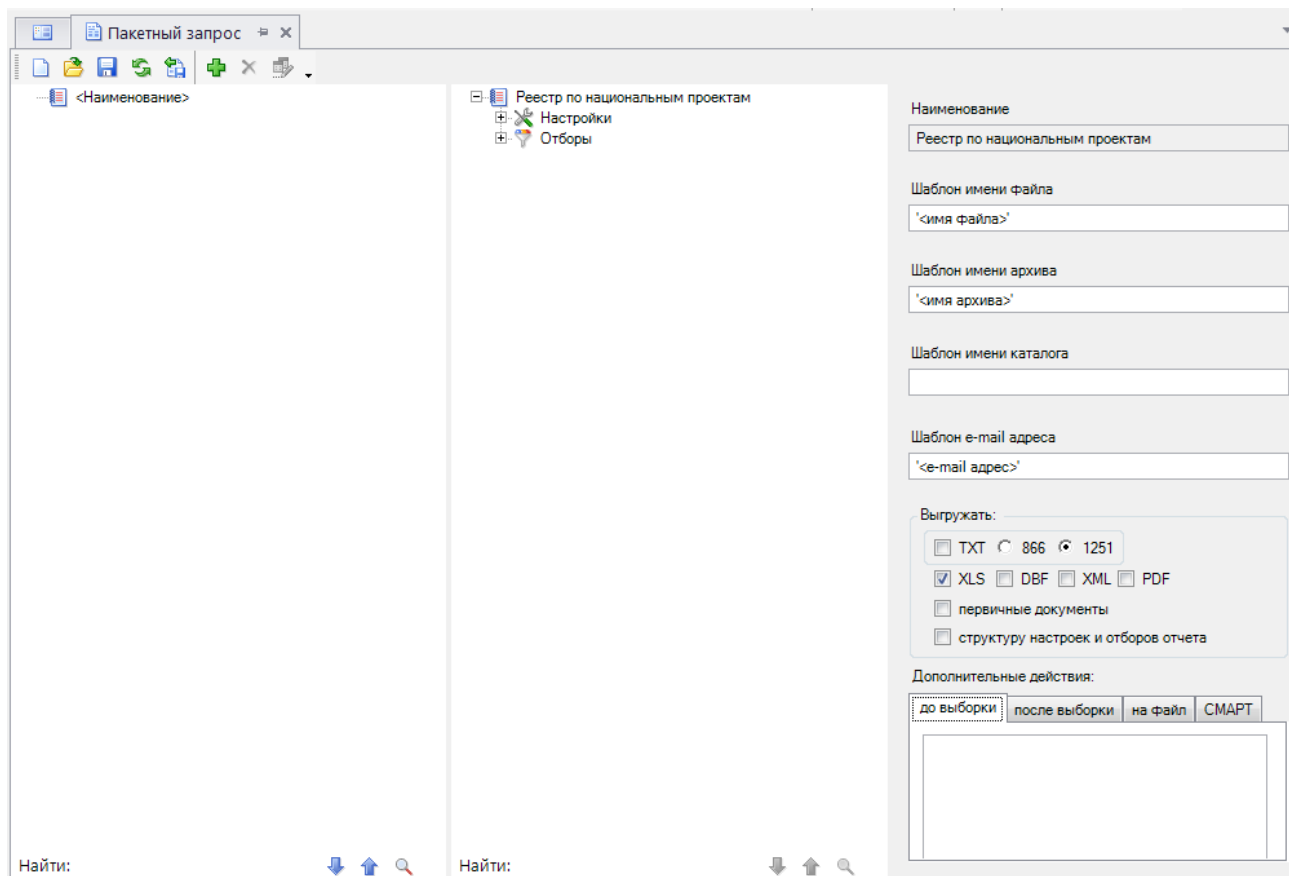 Пакетный запрос
<Наименование>
Реестр по национальным проектам
Настройки
Отборы
Найти:
Найти:
Наименование
Реестр по национальным проектам
Шаблон имени файла
'<имя файла>'
Шаблон имени архива
'<имя архива>'
Шаблон имени каталога
Шаблон e-mail адреса
'<e-mail адрес>'
Выгружать:
TXT 866 1251
XLS DBF XML PDF
первичные документы
структуру настроек и отборов отчета
Дополнительные действия:
до выборки после выборки на файл СМАРТ